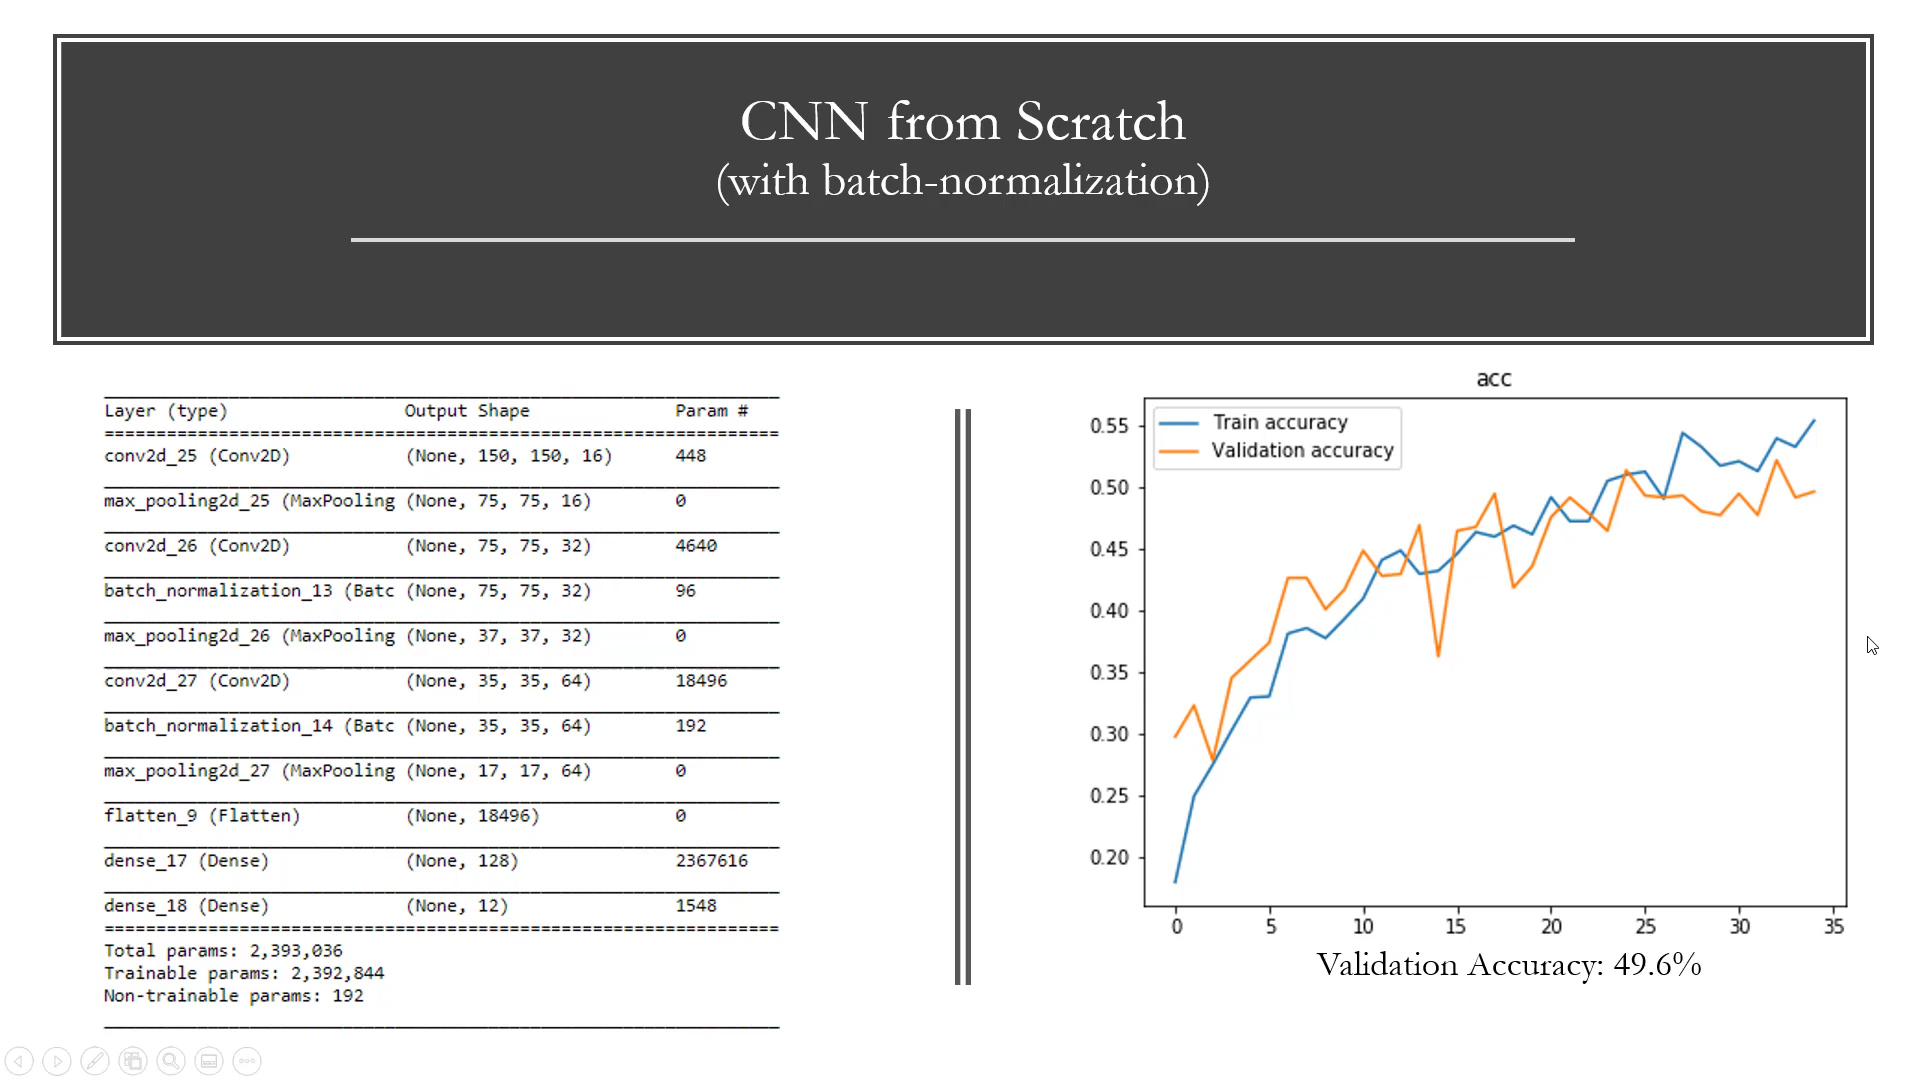 CNN from Scratch
(with batch-normalization)
Layer (type) Output Shape Param #
conv2d_25 (Conv2D) (None, 150, 150, 16) 448
max_pooling2d_25 (MaxPooling (None, 75, 75, 16) 0
conv2d_26 (Conv2D) (None, 75, 75, 32) 4640
batch_normalization_13 (Batc (None, 75, 75, 32) 96
max_pooling2d_26 (MaxPooling (None, 37, 37, 32) 0
conv2d_27 (Conv2D) (None, 35, 35, 64) 18496
batch_normalization_14 (Batc (None, 35, 35, 64) 192
max_pooling2d_27 (MaxPooling (None, 17, 17, 64) 0
flatten_9 (Flatten) (None, 18496) 0
dense_17 (Dense) (None, 128) 2367616
dense_18 (Dense) (None, 12) 1548
Total params: 2,393,036
Trainable params: 2,392,844
Non-trainable params: 192
acc
Train accuracy
Validation accuracy
0.55
0.50
0.45
0.40
0.35
0.30
0.25
0.20
0 5 10 15 20 25 30 35
Validation Accuracy: 49.6%